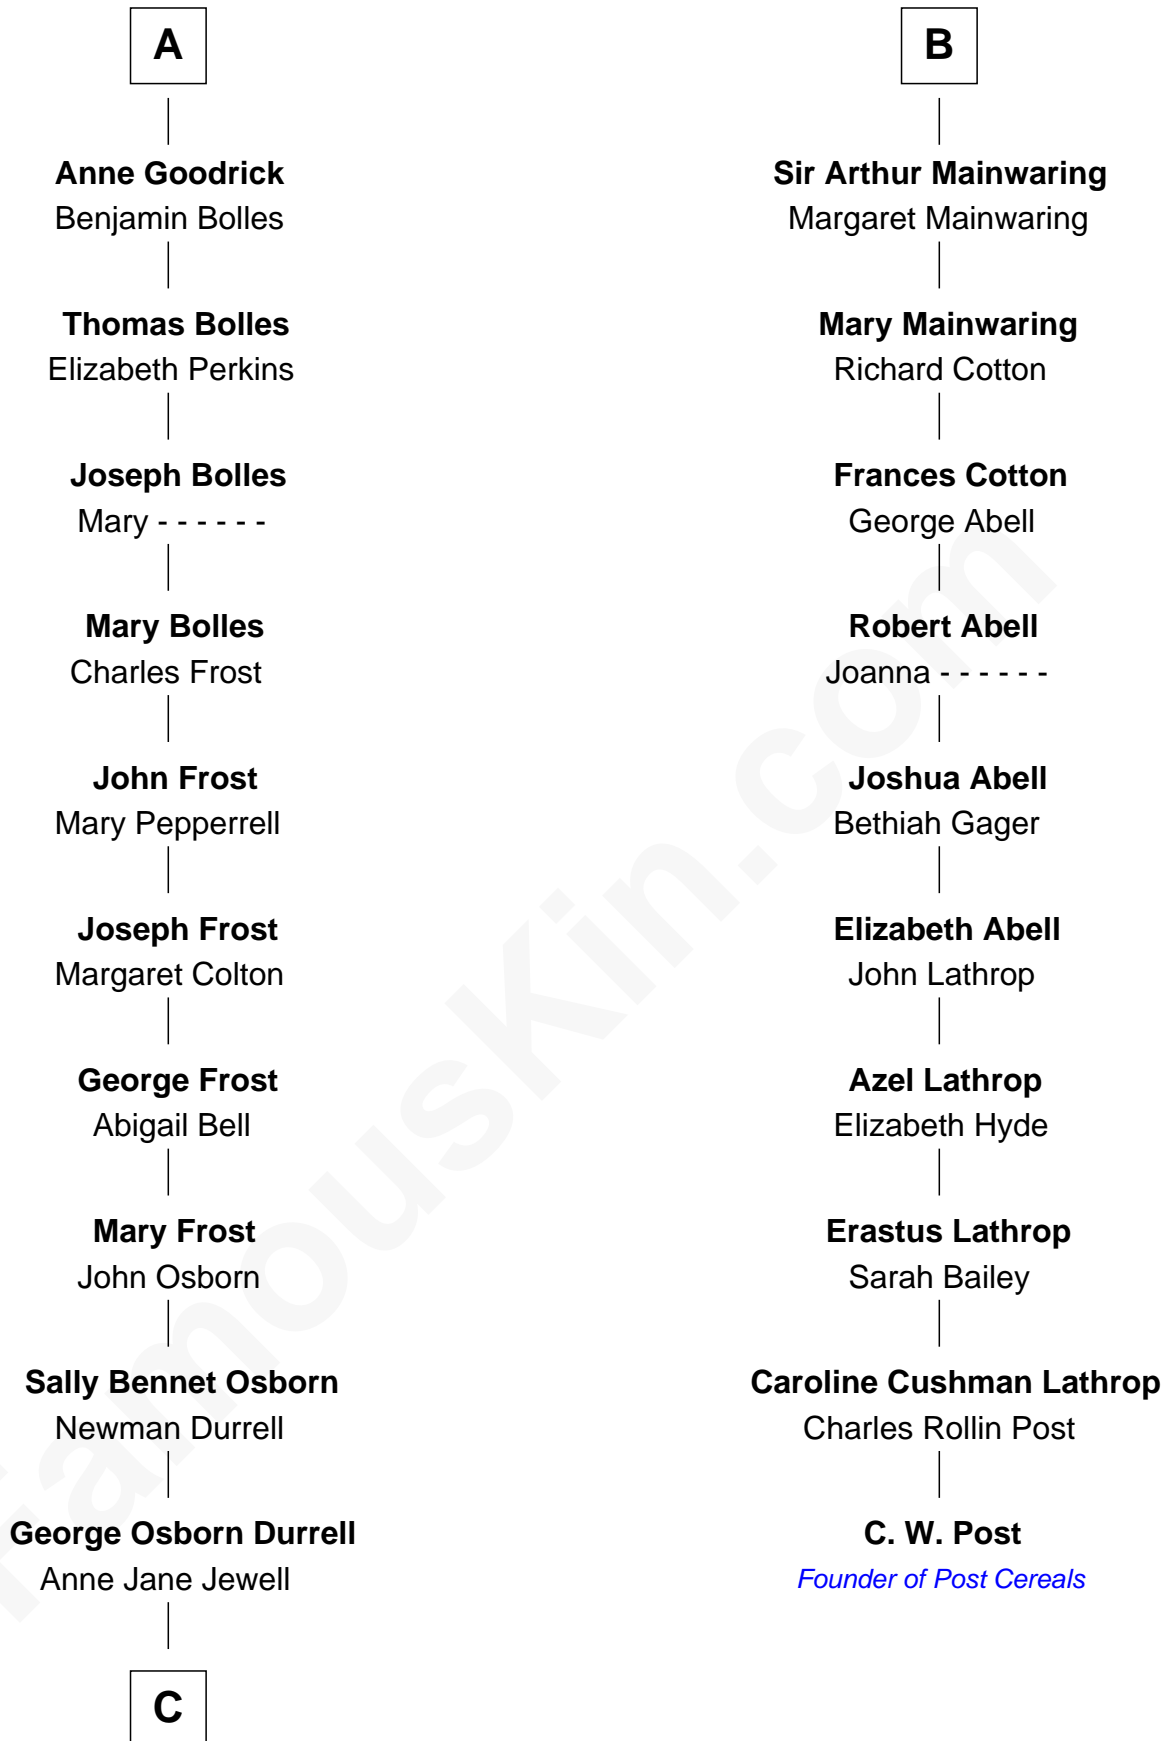 A
Anne Goodrick
Benjamin Bolles
Thomas Bolles
Elizabeth Perkins
Joseph Bolles
Mary - - - - - -
Mary Bolles
Charles Frost
John Frost
Mary Pepperrell
Joseph Frost
Margaret Colton
George Frost
Abigail Bell
Mary Frost
John Osborn
Sally Bennet Osborn
Newman Durrell
George Osborn Durrell
Anne Jane Jewell
C
B
Sir Arthur Mainwaring
Margaret Mainwaring
Mary Mainwaring
Richard Cotton
Frances Cotton
George Abell
Robert Abell
Joanna - - - - - -
Joshua Abell
Bethiah Gager
Elizabeth Abell
John Lathrop
Azel Lathrop
Elizabeth Hyde
Erastus Lathrop
Sarah Bailey
Caroline Cushman Lathrop
Charles Rollin Post
C. W. Post
Founder of Post Cereals
FamousKin.com